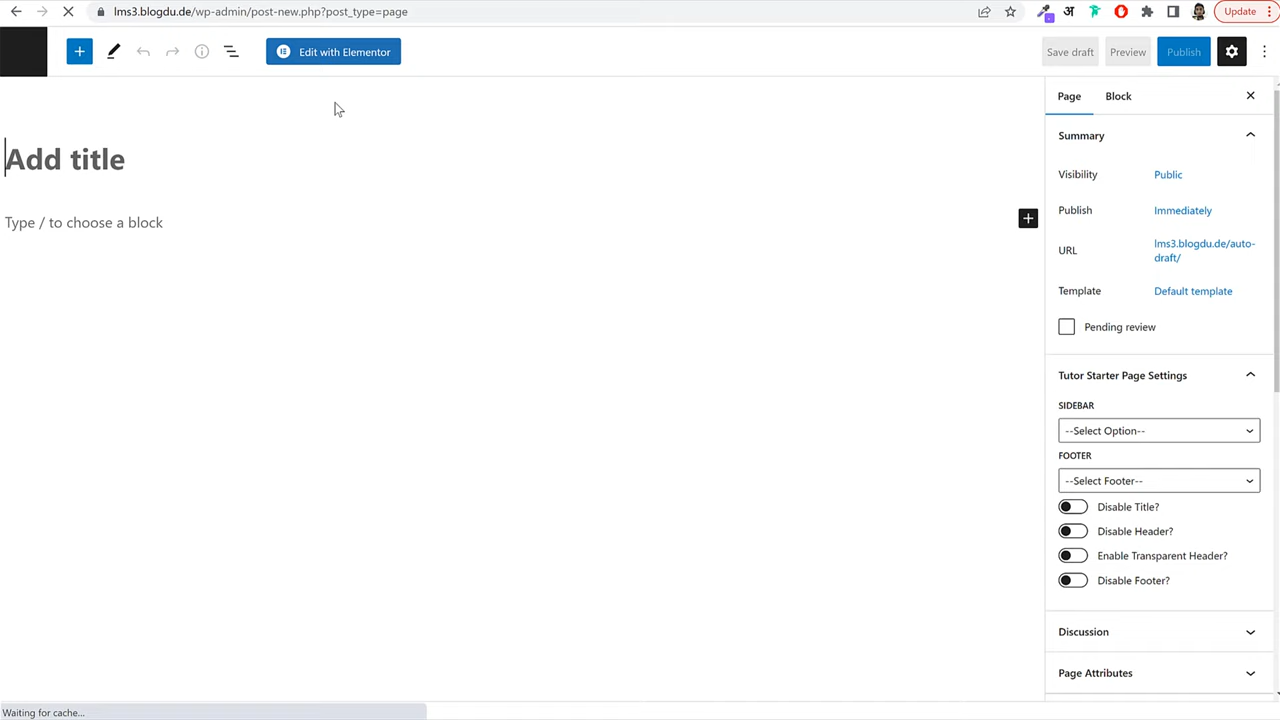 lms3.blogdu.de/wp-admin/post-new.php?post_type=page
अ
Update
Edit with Elementor
Save draft
Preview
Publish
Page
Block
Add title
Summary
Type / to choose a block
Visibility
Public
Publish
Immediately
URL
lms3.blogdu.de/auto-
draft/
Template
Default template
Pending review
Tutor Starter Page Settings
SIDEBAR
--Select Option--
FOOTER
--Select Footer--
Disable Title?
Disable Header?
Enable Transparent Header?
Disable Footer?
Discussion
Page Attributes
Waiting for cache...